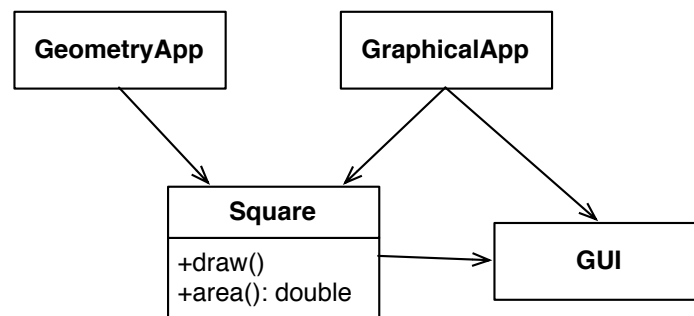 GeometryApp
GraphicalApp
Square
+draw()
+area(): double
GUI